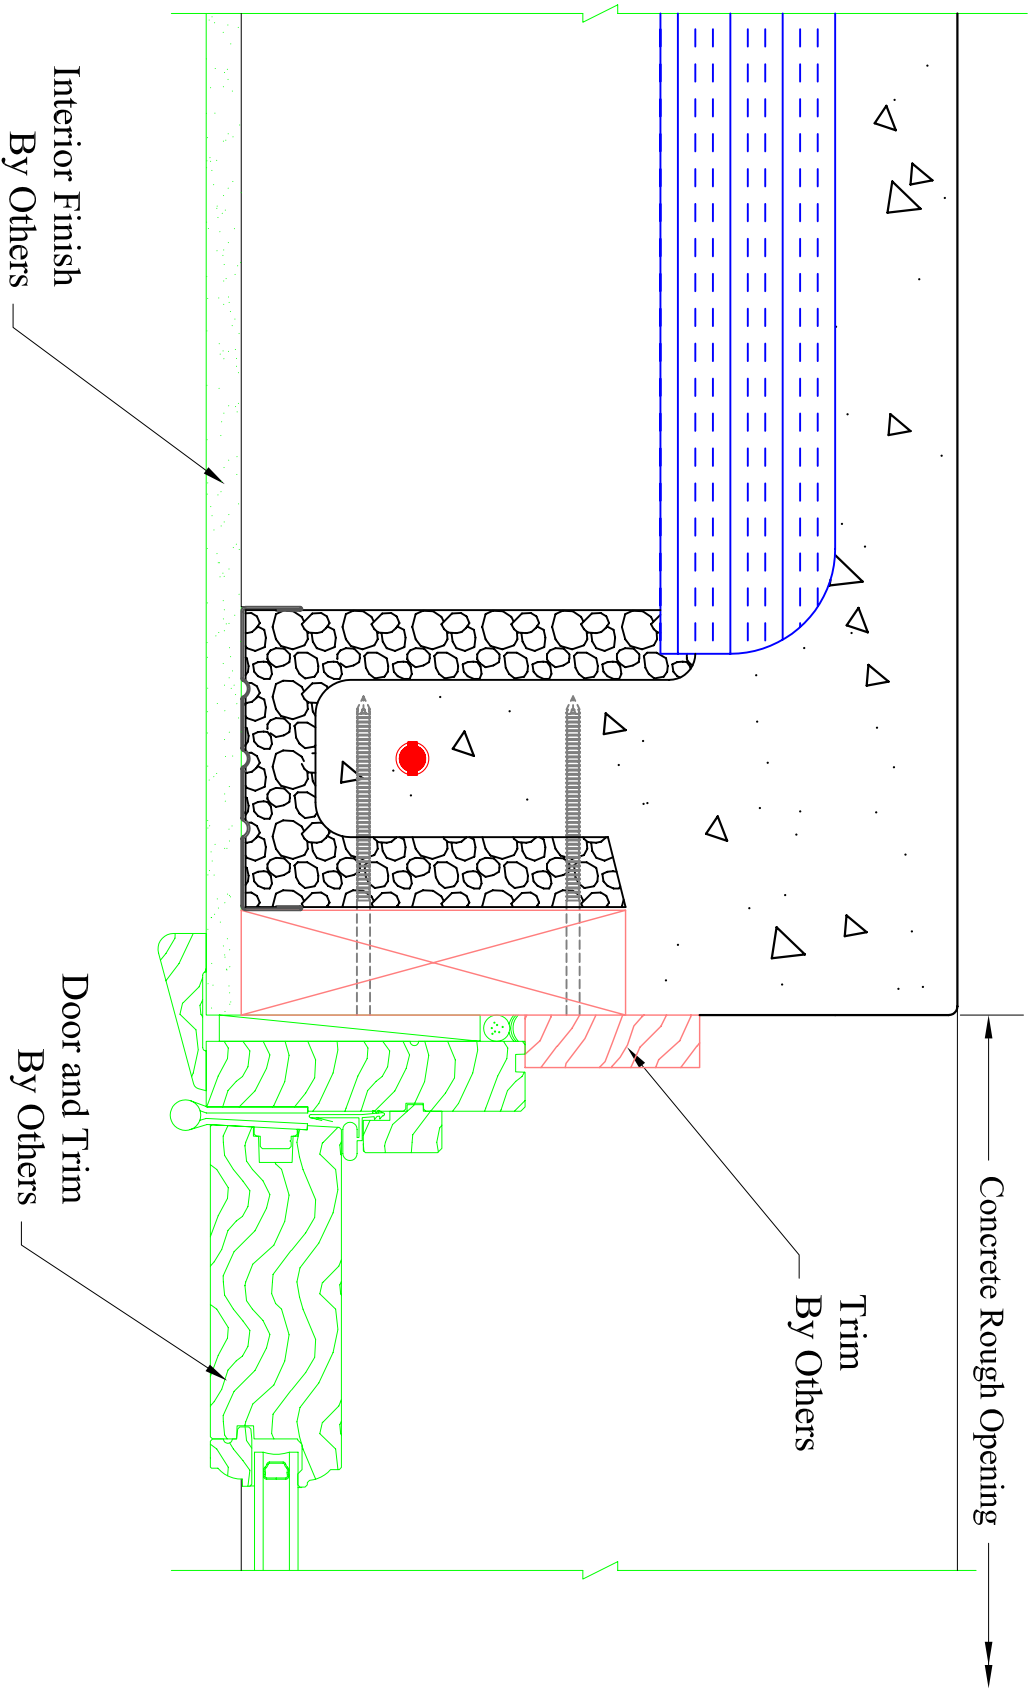 Interior Finish
By Others
Door and Trim
By Others
Trim
By Others
Concrete Rough Opening